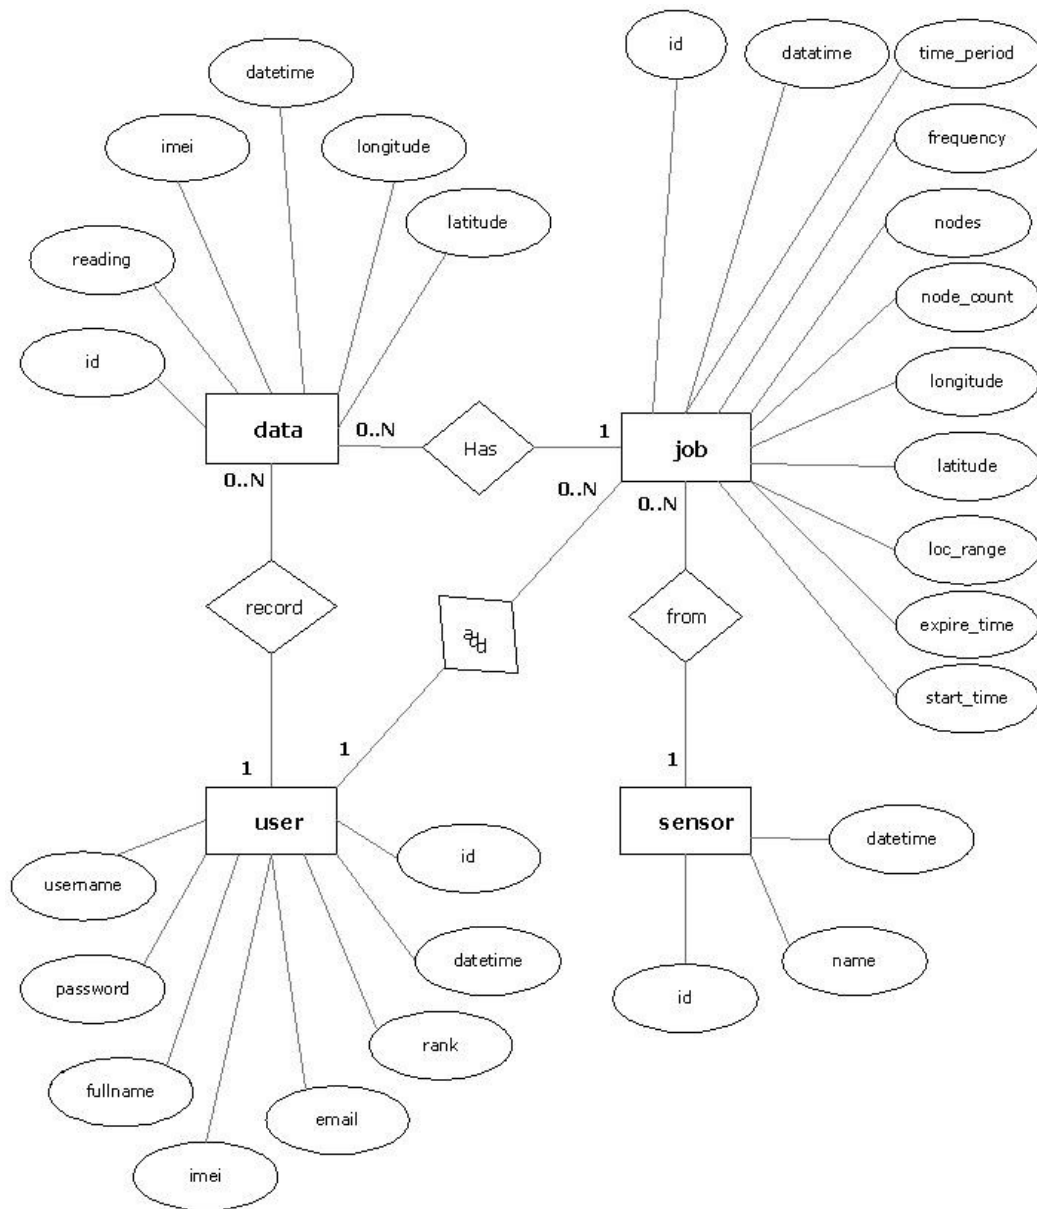 id
datatime
time_period
datetime
frequency
imei
longitude
nodes
latitude
reading
node_count
id
longitude
data
0..N
Has
1
job
latitude
0..N
0..N
0..N
loc_range
record
add
from
expire_time
start_time
1
1
1
user
sensor
datetime
username
id
password
datetime
name
id
rank
fullname
email
imei